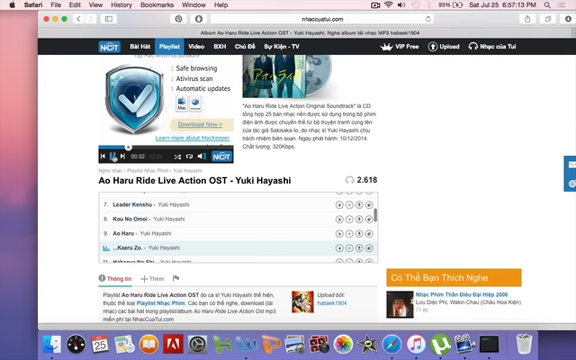 Safari File Edit View History Bookmarks Window Help
93% Sat Jul 25 6:57:13 PM
nhaccuatui.com
Album Ao Haru Ride Live Action OST - Yuki Hayashi, Nghe album tải nhạc MP3 habaek1904
NCT Bài Hát Playlist Video BXH Chủ Đề Sự Kiện - TV VIP Free Upload Nhạc của Tui
1. Safe browsing
2. Ativirus scan
3. Automatic updates
Download Now >
Learn more about MacKeeper
00:32 02:24 NCT
"Ao Haru Ride Live Action Original Soundtrack" là CD
tổng hợp 25 bản nhạc nền được sử dụng trong bộ phim
điện ảnh được chuyển thể từ bộ truyện tranh cùng tên
của tác giả Sakisaka Io, do nhạc sĩ Yuki Hayashi chịu
trách nhiệm biên soạn. Ngày phát hành: 10/12/2014.
Chất lượng: 320Kbps.
Nghe nhạc › Playlist Nhạc Phim › Yuki Hayashi
Ao Haru Ride Live Action OST - Yuki Hayashi
2.618
7. Leader Kenshu - Yuki Hayashi
8. Kou No Omoi - Yuki Hayashi
9. Ao Haru - Yuki Hayashi
...Kaeru Zo. - Yuki Hayashi
Thông tin Thêm
Playlist Ao Haru Ride Live Action OST do ca sĩ Yuki Hayashi thể hiện,
thuộc thể loại Playlist Nhạc Phim. Các bạn có thể nghe, download (tải
nhạc) các bài hát trong playlist/album Ao Haru Ride Live Action Ost mp3
miễn phí tại NhacCuaTui.com
Upload bởi:
habaek1904
Có Thể Bạn Thích Nghe
Nhạc Phim Thần Điêu Đại Hiệp 2006
25